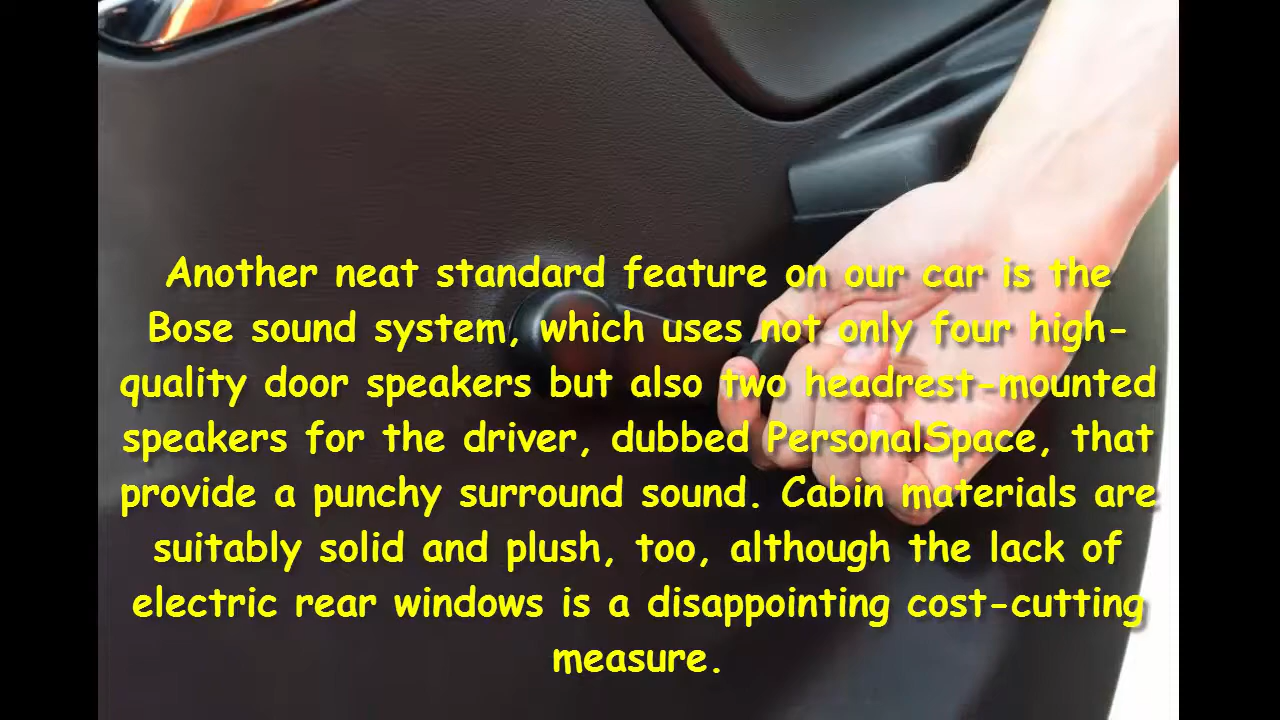 Another neat standard feature on our car is the
Bose sound system, which uses not only four high-
quality door speakers but also two headrest-mounted
speakers for the driver, dubbed PersonalSpace, that
provide a punchy surround sound. Cabin materials are
suitably solid and plush, too, although the lack of
electric rear windows is a disappointing cost-cutting
measure.